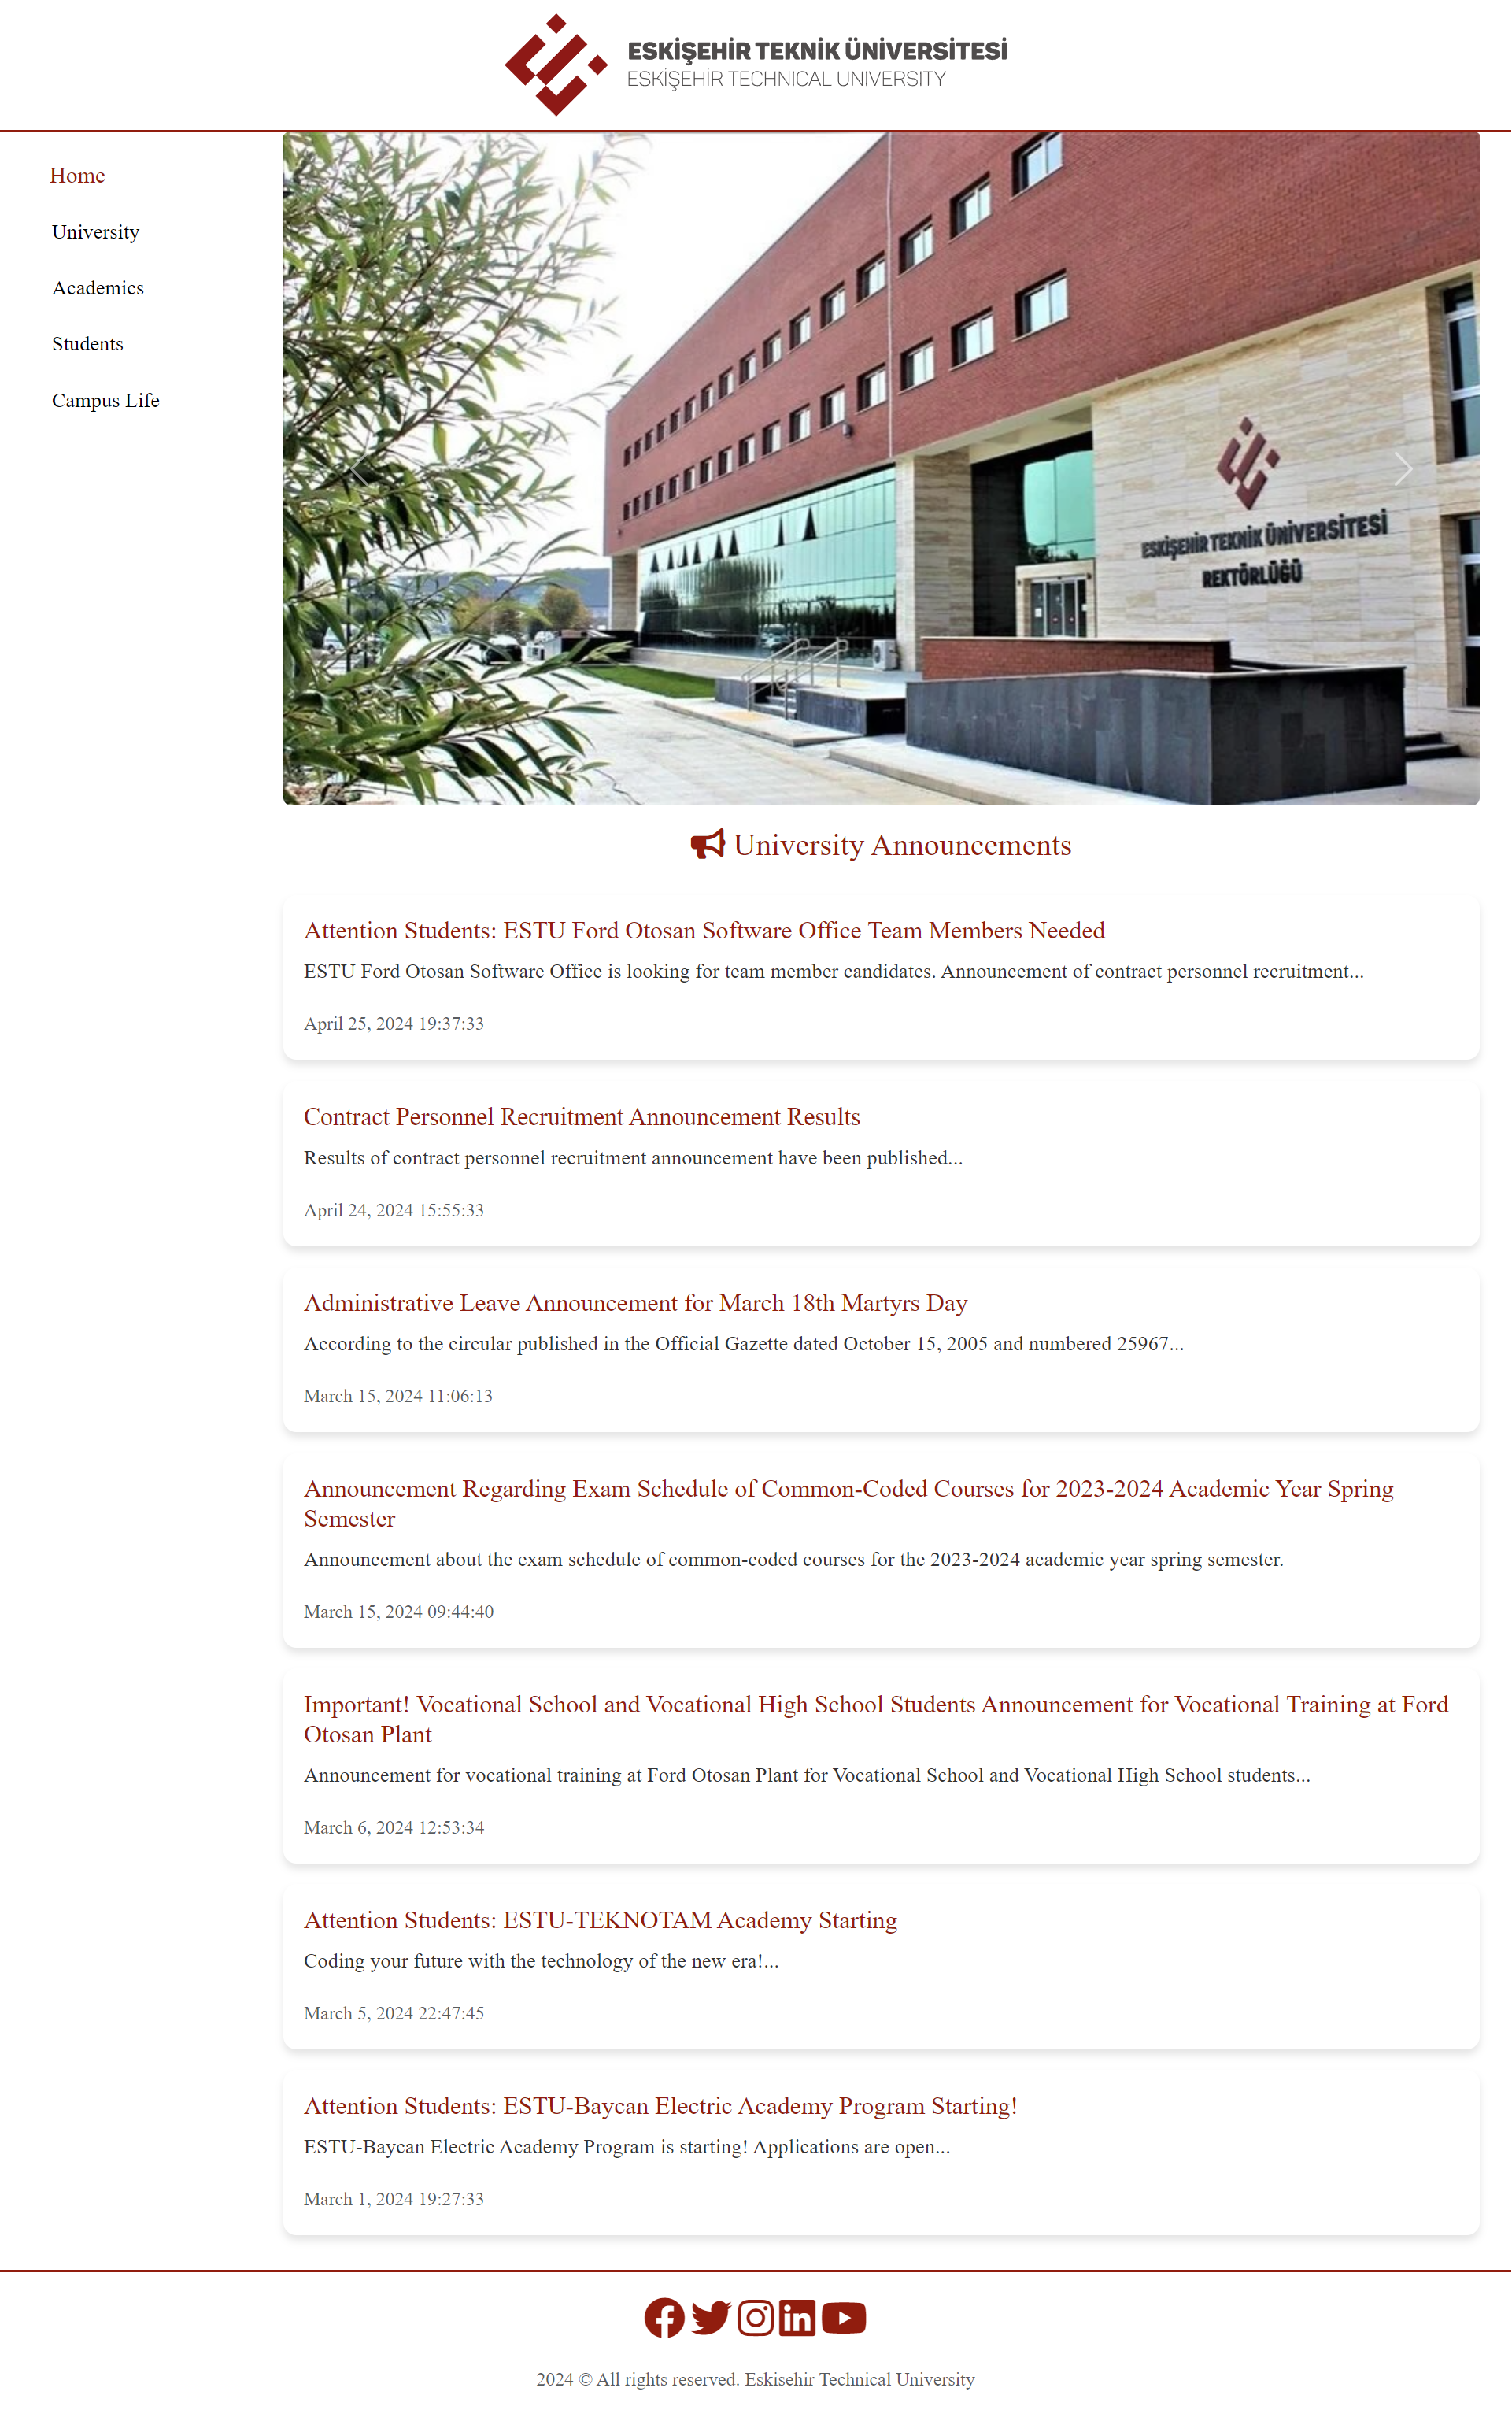 ESKİŞEHİR TEKNİK ÜNİVERSİTESİ
ESKİŞEHİR TECHNICAL UNIVERSITY
Home
University
Academics
Students
Campus Life
ESKİŞEHİR TEKNİK ÜNİVERSİTESİ
REKTÖRLÜĞÜ
University Announcements
Attention Students: ESTU Ford Otosan Software Office Team Members Needed
ESTU Ford Otosan Software Office is looking for team member candidates. Announcement of contract personnel recruitment...
April 25, 2024 19:37:33
Contract Personnel Recruitment Announcement Results
Results of contract personnel recruitment announcement have been published...
April 24, 2024 15:55:33
Administrative Leave Announcement for March 18th Martyrs Day
According to the circular published in the Official Gazette dated October 15, 2005 and numbered 25967...
March 15, 2024 11:06:13
Announcement Regarding Exam Schedule of Common-Coded Courses for 2023-2024 Academic Year Spring
Semester
Announcement about the exam schedule of common-coded courses for the 2023-2024 academic year spring semester.
March 15, 2024 09:44:40
Important! Vocational School and Vocational High School Students Announcement for Vocational Training at Ford
Otosan Plant
Announcement for vocational training at Ford Otosan Plant for Vocational School and Vocational High School students...
March 6, 2024 12:53:34
Attention Students: ESTU-TEKNOTAM Academy Starting
Coding your future with the technology of the new era!...
March 5, 2024 22:47:45
Attention Students: ESTU-Baycan Electric Academy Program Starting!
ESTU-Baycan Electric Academy Program is starting! Applications are open...
March 1, 2024 19:27:33
2024 © All rights reserved. Eskisehir Technical University